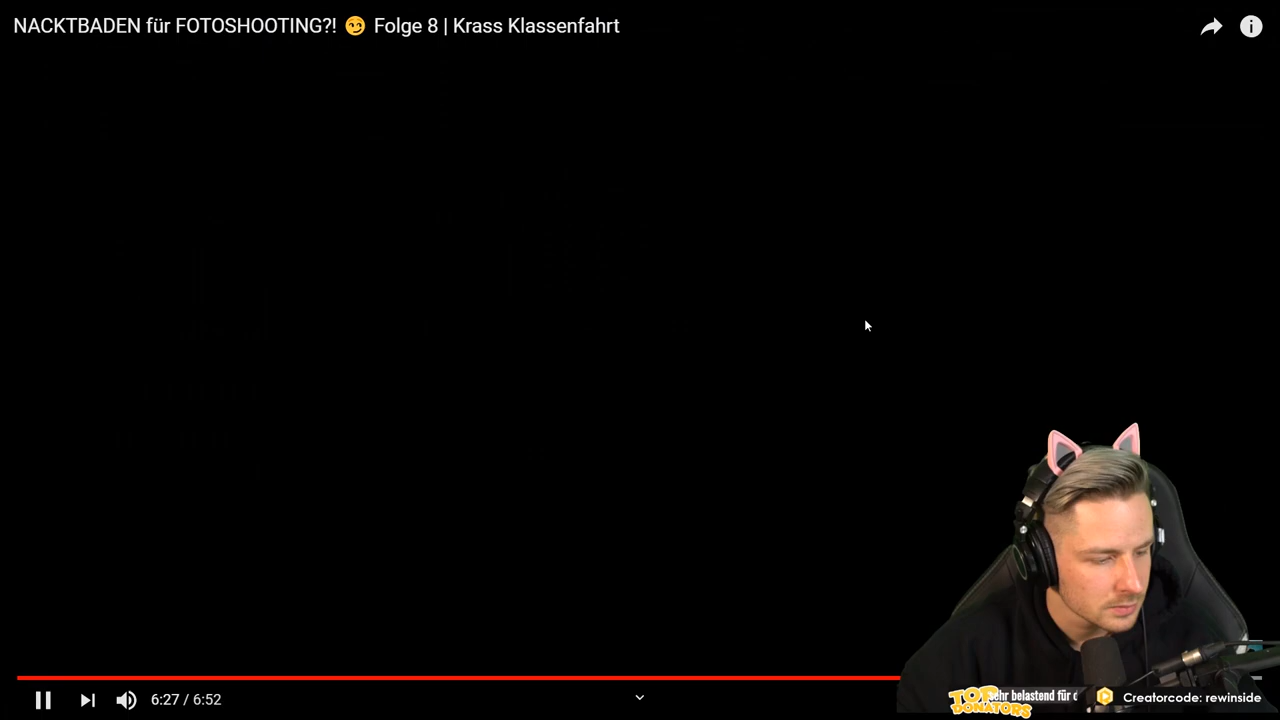 NACKTBADEN für FOTOSHOOTING?! 😏 Folge 8 | Krass Klassenfahrt
6:27 / 6:52
TOP DONATORS
sehr belastend für d
Creatorcode: rewinside